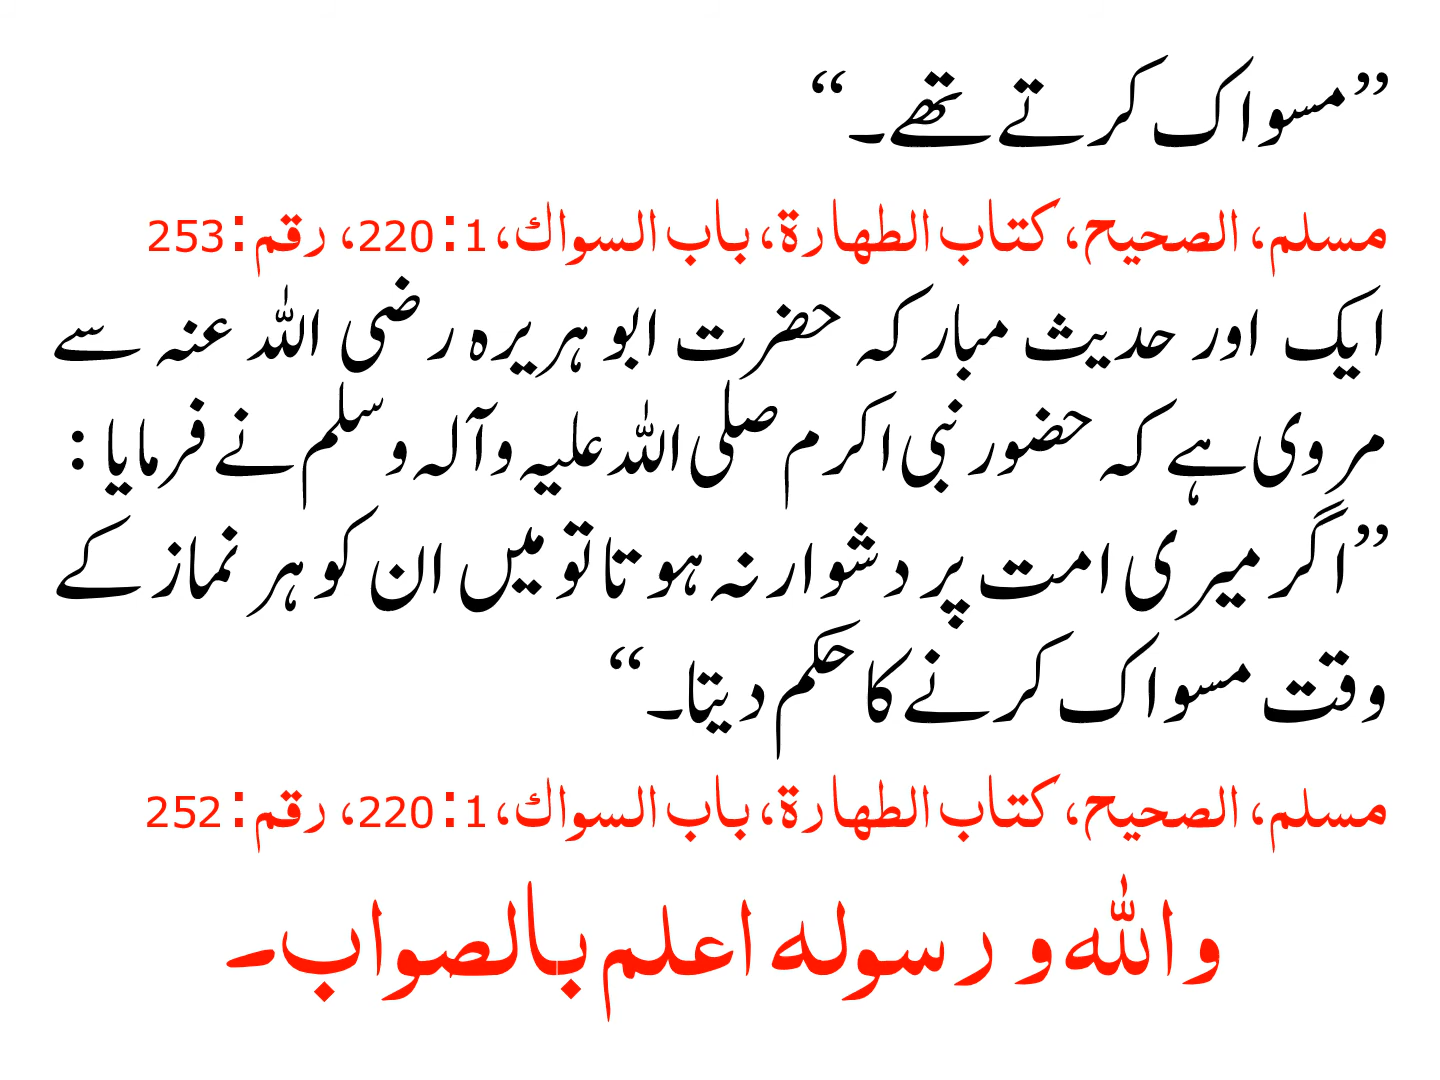 ”مسواک کرتے تھے۔“
مسلم، الصحيح، كتاب الطهارة، باب السواك، 1 : 220، رقم : 253
ایک اور حدیث مبارکہ حضرت ابو ہریرہ رضی اللہ عنہ سے
مروی ہے کہ حضور نبی اکرم صلی اللہ علیہ وآلہ وسلم نے فرمایا :
”اگر میری امت پر دشوار نہ ہوتا تو میں ان کو ہر نماز کے
وقت مسواک کرنے کا حکم دیتا۔“
مسلم، الصحيح، كتاب الطهارة، باب السواك، 1 : 220، رقم : 252
والله و رسوله اعلم بالصواب۔